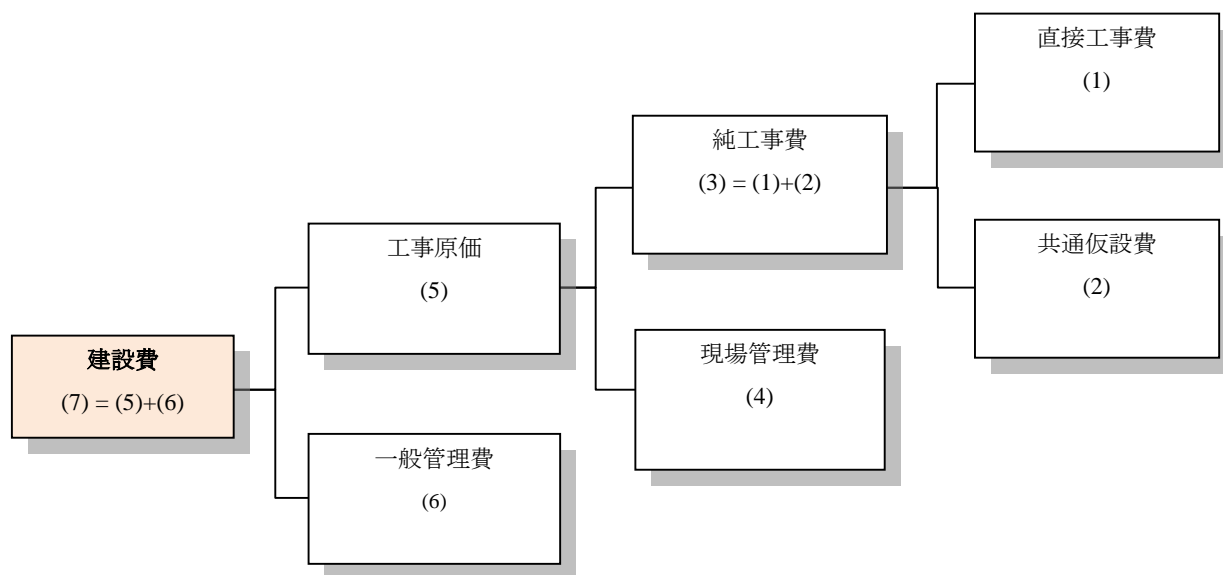 直接工事費
(1)
純工事費
(3) = (1)+(2)
工事原価
(5)
共通仮設費
(2)
建設費
(7) = (5)+(6)
現場管理費
(4)
一般管理費
(6)